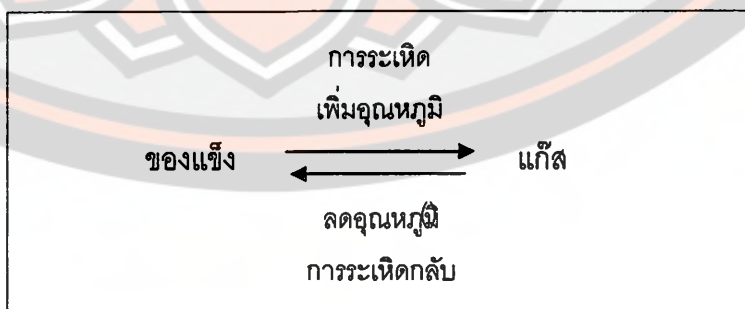 การระเหิด
เพิ่มอุณหภูมิ
ของแข็ง แก๊ส
ลดอุณหภูมิ
การระเหิดกลับ